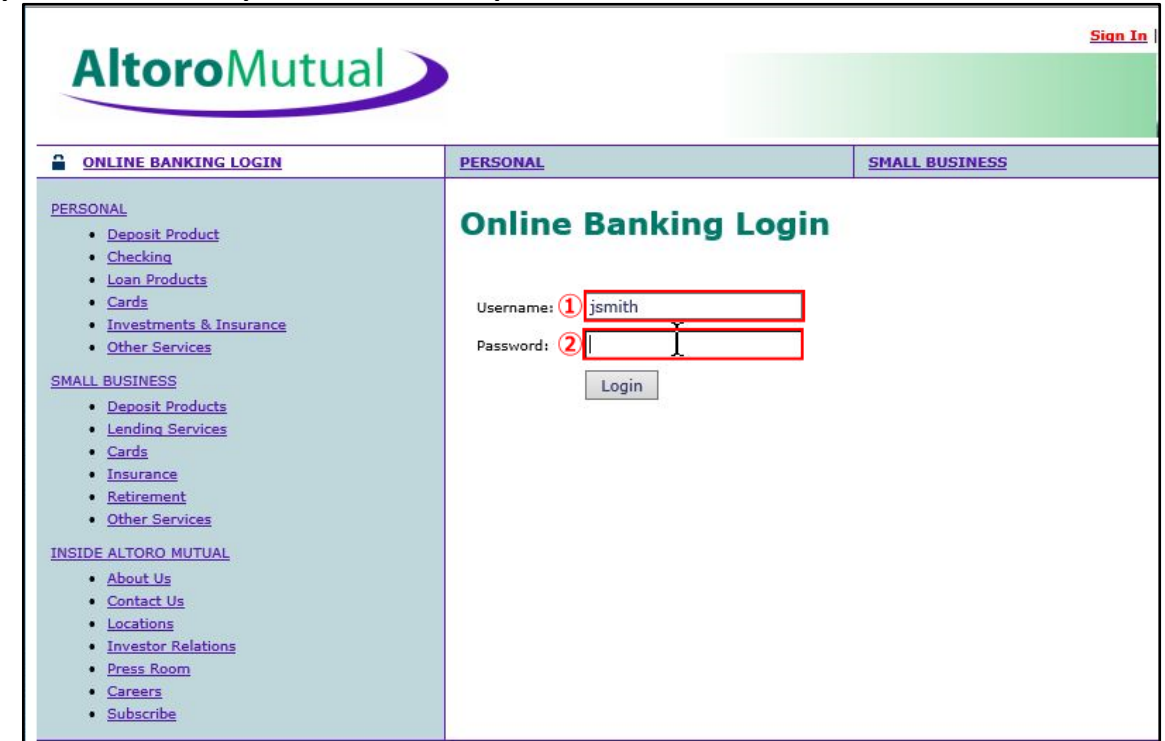 Sign In |
AltoroMutual
ONLINE BANKING LOGIN
PERSONAL
SMALL BUSINESS
PERSONAL
• Deposit Product
• Checking
• Loan Products
• Cards
• Investments & Insurance
• Other Services
SMALL BUSINESS
• Deposit Products
• Lending Services
• Cards
• Insurance
• Retirement
• Other Services
INSIDE ALTORO MUTUAL
• About Us
• Contact Us
• Locations
• Investor Relations
• Press Room
• Careers
• Subscribe
Online Banking Login
Username: ① jsmith
Password: ②
Login